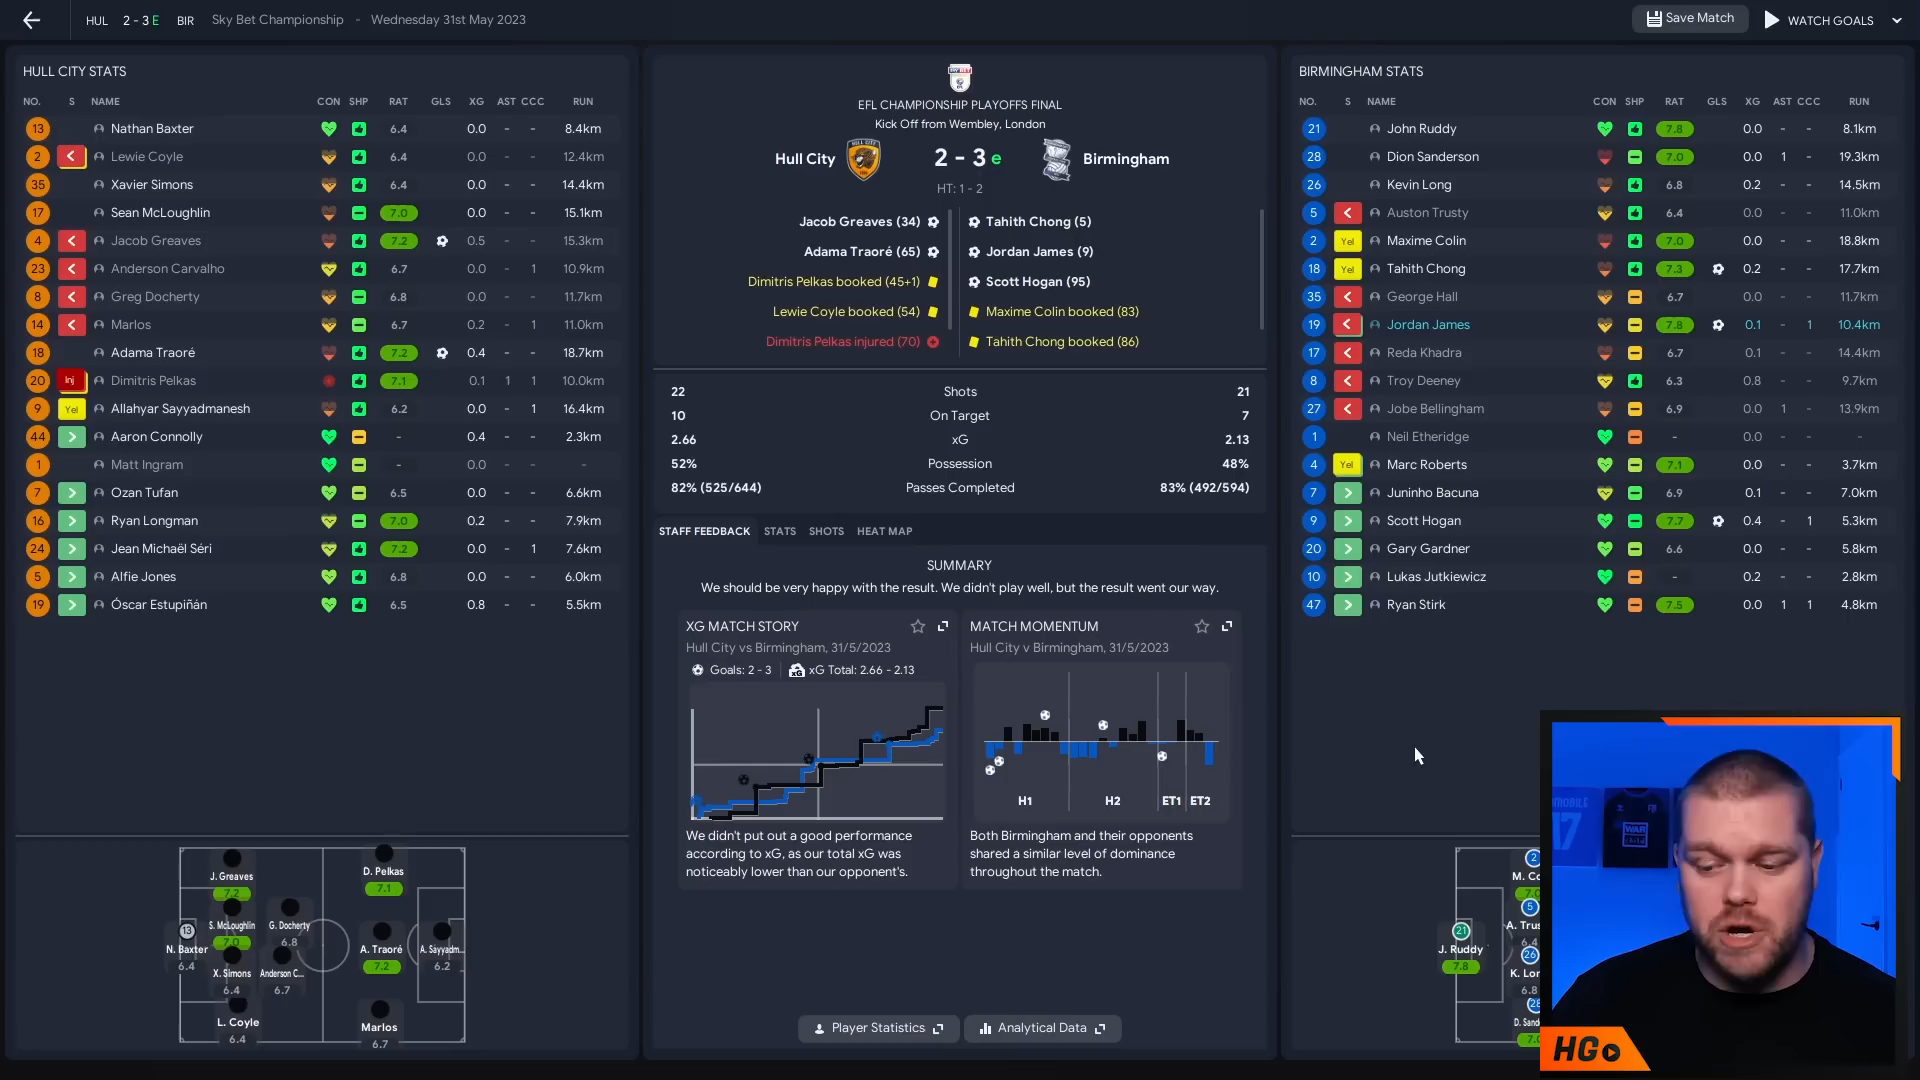 HUL 2 - 3 E BIR Sky Bet Championship - Wednesday 31st May 2023
Save Match
WATCH GOALS
HULL CITY STATS
NO. S NAME CON SHP RAT GLS XG AST CCC RUN
13 Nathan Baxter 6.4 0.0 - - 8.4km
2 Lewie Coyle 6.4 0.0 - - 12.4km
35 Xavier Simons 6.4 0.0 - - 14.4km
17 Sean McLoughlin 7.0 0.0 - - 15.1km
4 Jacob Greaves 7.2 0.5 - - 15.3km
23 Anderson Carvalho 6.7 0.0 - 1 10.9km
8 Greg Docherty 6.8 0.0 - - 11.7km
14 Marlos 6.7 0.2 - 1 11.0km
18 Adama Traoré 7.2 0.4 - - 18.7km
20 Inj Dimitris Pelkas 7.1 0.1 1 1 10.0km
9 Yel Allahyar Sayyadmanesh 6.2 0.0 - 1 16.4km
44 Aaron Connolly - 0.4 - - 2.3km
1 Matt Ingram - 0.0 - - -
7 Ozan Tufan 6.5 0.0 - - 6.6km
16 Ryan Longman 7.0 0.2 - - 7.9km
24 Jean Michaël Séri 7.2 0.0 - 1 7.6km
5 Alfie Jones 6.8 0.0 - - 6.0km
19 Óscar Estupiñán 6.5 0.8 - - 5.5km
J. Greaves
7.2
D. Pelkas
7.1
S. McLoughlin
7.0
G. Docherty
6.8
13
N. Baxter
6.4
A. Traoré
7.2
A. Sayyadm...
6.2
X. Simons
6.4
Anderson C...
6.7
L. Coyle
6.4
Marlos
6.7
SKY BET
EFL
EFL CHAMPIONSHIP PLAYOFFS FINAL
Kick Off from Wembley, London
Hull City 2 - 3 e Birmingham
HT: 1 - 2
Jacob Greaves (34) Tahith Chong (5)
Adama Traoré (65) Jordan James (9)
Dimitris Pelkas booked (45+1) Scott Hogan (95)
Lewie Coyle booked (54) Maxime Colin booked (83)
Dimitris Pelkas injured (70) Tahith Chong booked (86)
22 Shots 21
10 On Target 7
2.66 xG 2.13
52% Possession 48%
82% (525/644) Passes Completed 83% (492/594)
STAFF FEEDBACK STATS SHOTS HEAT MAP
SUMMARY
We should be very happy with the result. We didn't play well, but the result went our way.
XG MATCH STORY
Hull City vs Birmingham, 31/5/2023
Goals: 2 - 3 xG Total: 2.66 - 2.13
We didn't put out a good performance
according to xG, as our total xG was
noticeably lower than our opponent's.
MATCH MOMENTUM
Hull City v Birmingham, 31/5/2023
H1 H2 ET1 ET2
Both Birmingham and their opponents
shared a similar level of dominance
throughout the match.
Player Statistics
Analytical Data
BIRMINGHAM STATS
NO. S NAME CON SHP RAT GLS XG AST CCC RUN
21 John Ruddy 7.8 0.0 - - 8.1km
28 Dion Sanderson 7.0 0.0 1 - 19.3km
26 Kevin Long 6.8 0.2 - - 14.5km
5 Auston Trusty 6.4 0.0 - - 11.0km
2 Yel Maxime Colin 7.0 0.0 - - 18.8km
18 Yel Tahith Chong 7.3 0.2 - - 17.7km
35 George Hall 6.7 0.0 - - 11.7km
19 Jordan James 7.8 0.1 - 1 10.4km
17 Reda Khadra 6.7 0.1 - - 14.4km
8 Troy Deeney 6.3 0.8 - - 9.7km
27 Jobe Bellingham 6.9 0.0 1 - 13.9km
1 Neil Etheridge - 0.0 - - -
4 Yel Marc Roberts 7.1 0.0 - - 3.7km
7 Juninho Bacuna 6.9 0.1 - - 7.0km
9 Scott Hogan 7.7 0.4 - 1 5.3km
20 Gary Gardner 6.6 0.0 - - 5.8km
10 Lukas Jutkiewicz - 0.2 - - 2.8km
47 Ryan Stirk 7.5 0.0 1 1 4.8km
2
M. Co
7.0
5
A. Trus
6.4
21
J. Ruddy
7.8
26
K. Lon
6.8
28
D. Sand
7.0
17
WAR
HGO